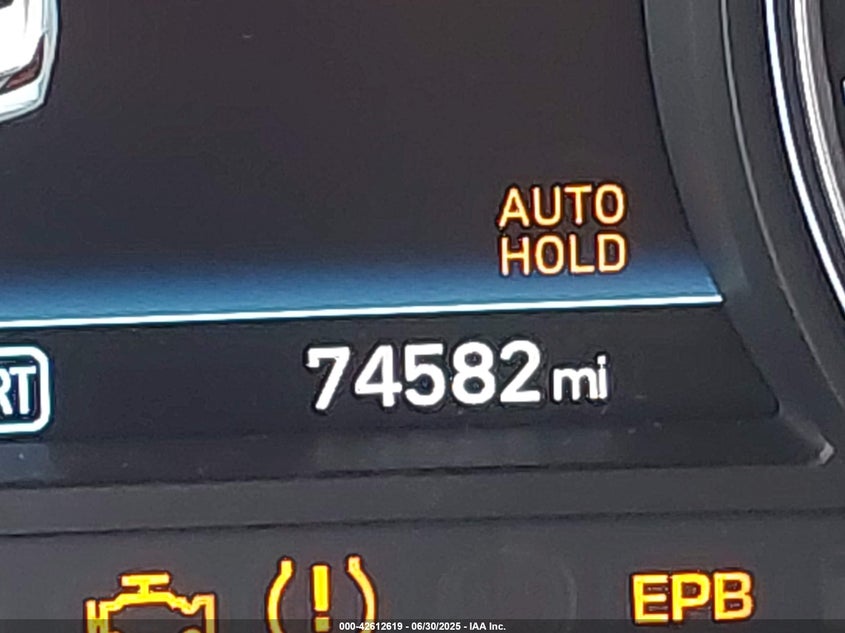 AUTO
HOLD
74582 mi
RT
!
EPB
000-42612619 - 06/30/2025 - IAA Inc.